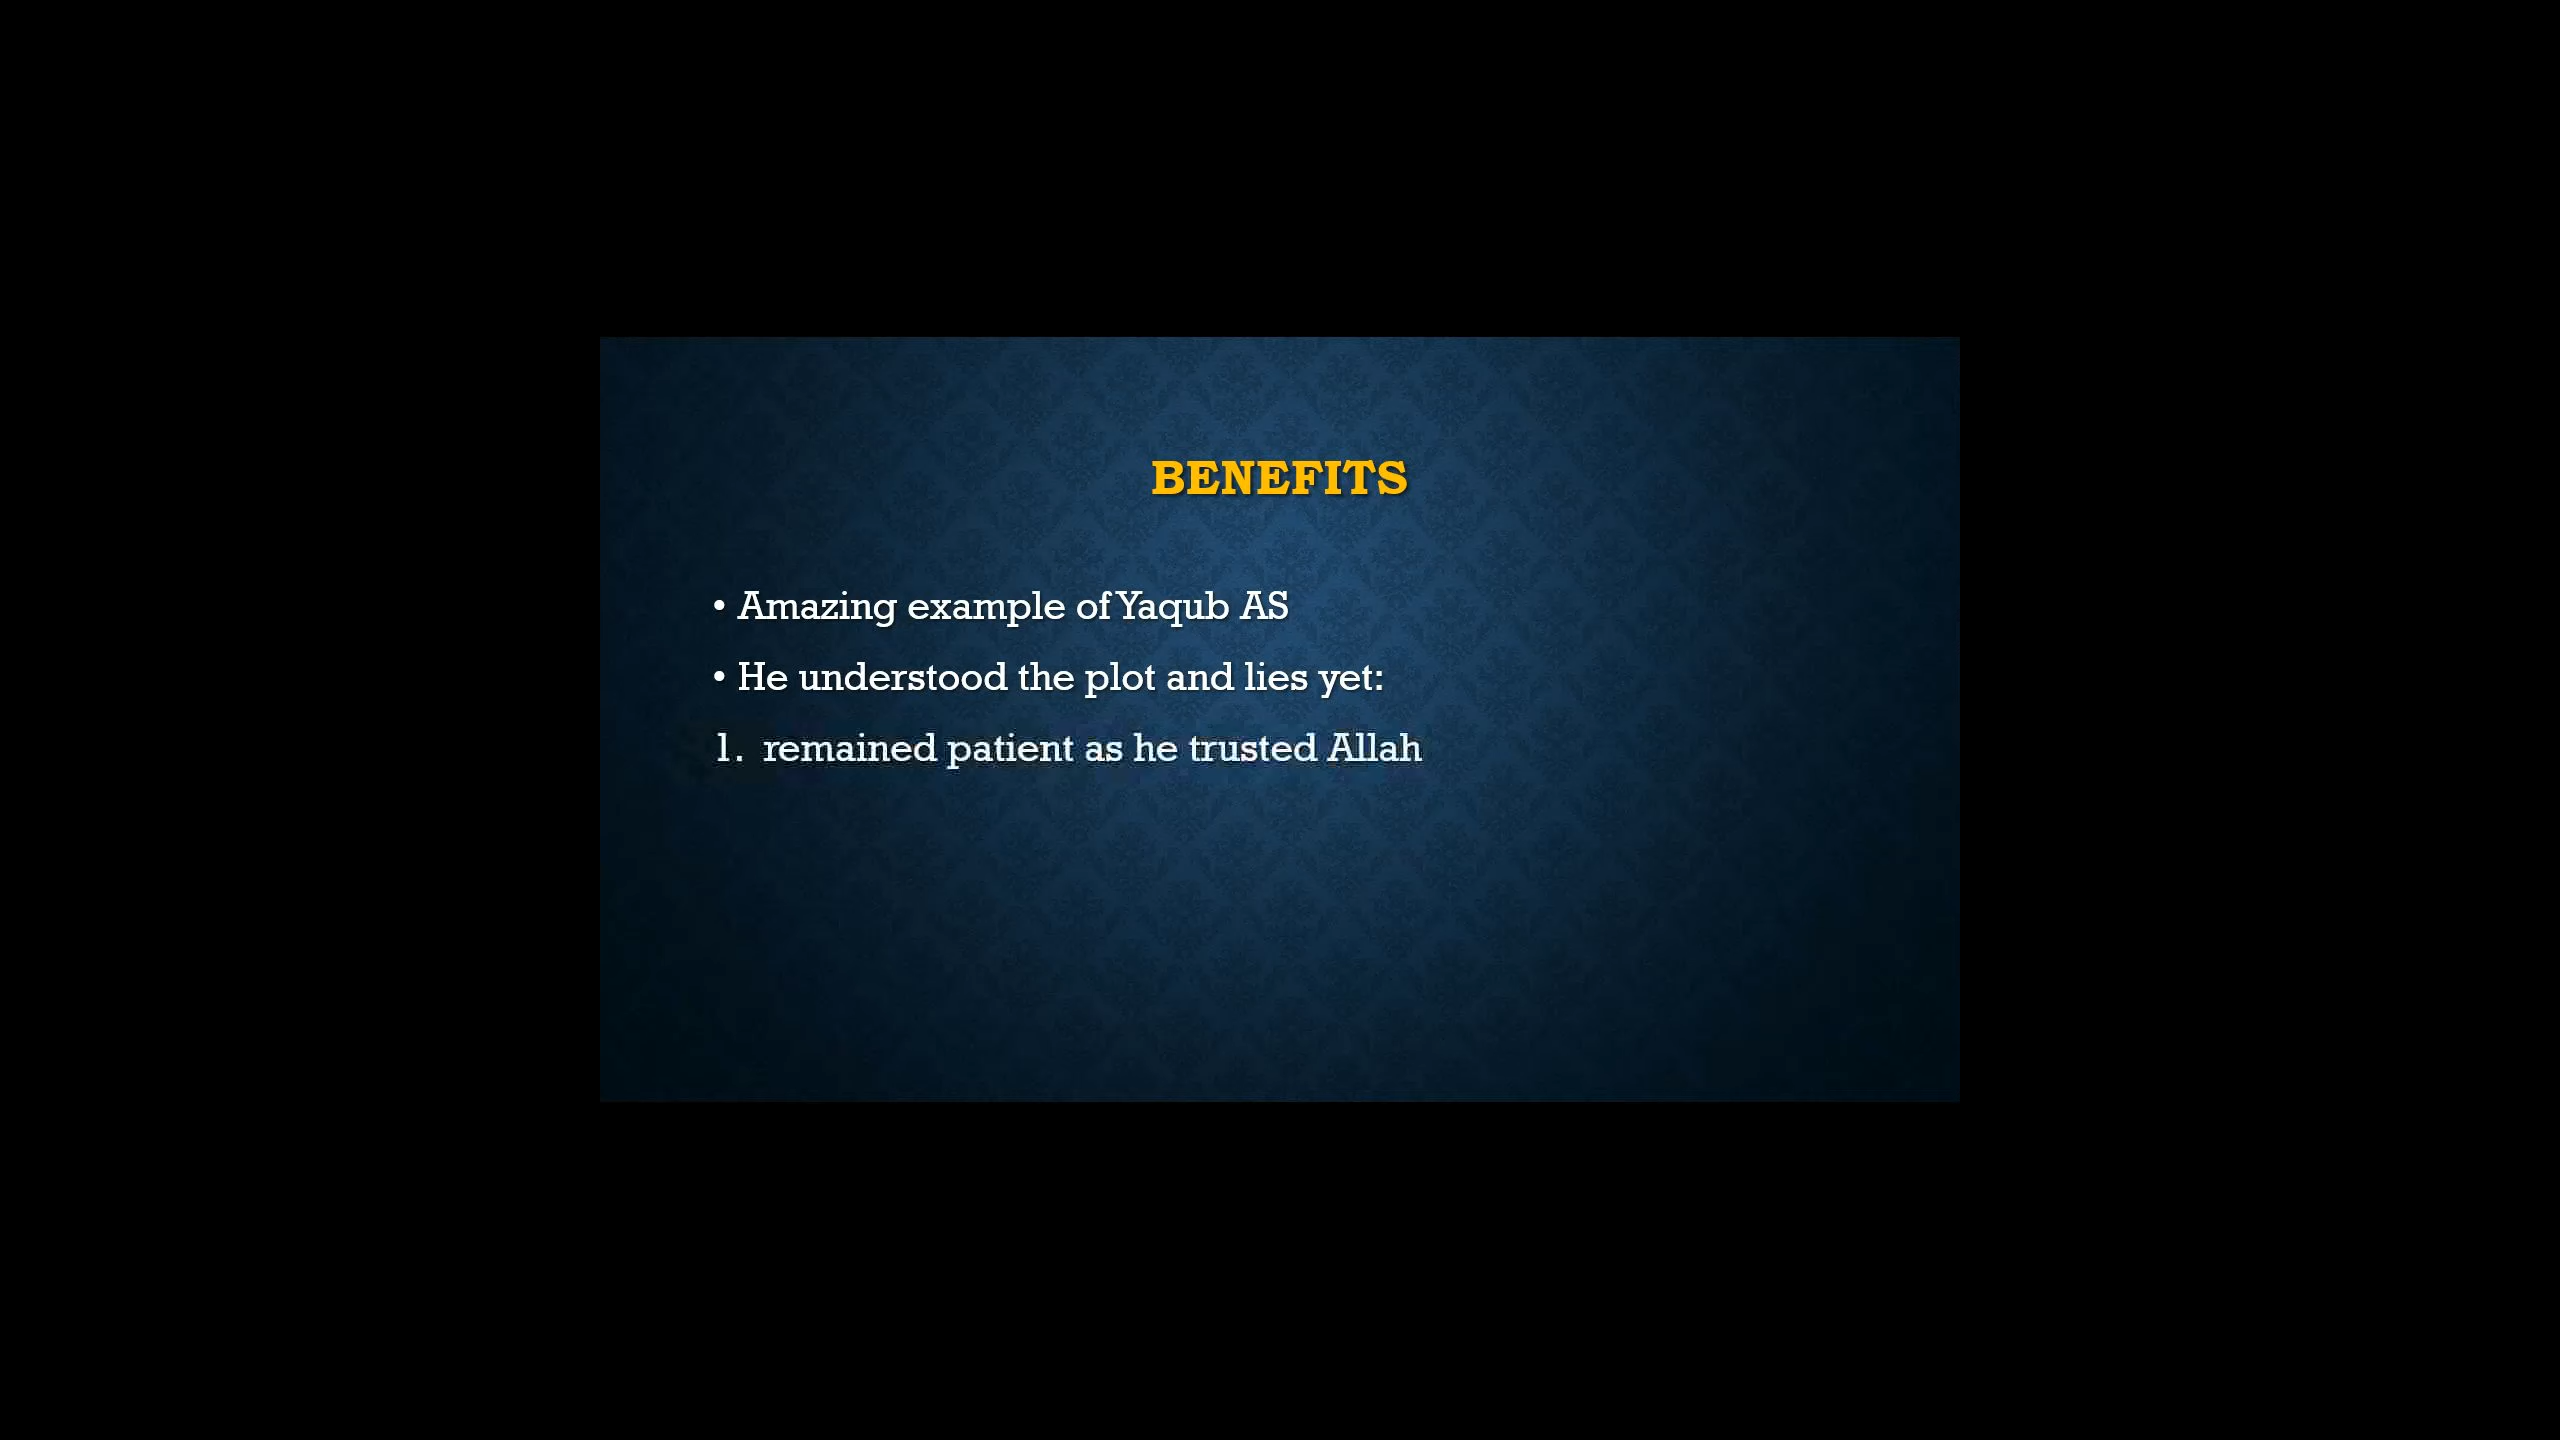 BENEFITS
• Amazing example of Yaqub AS
• He understood the plot and lies yet:
1. remained patient as he trusted Allah